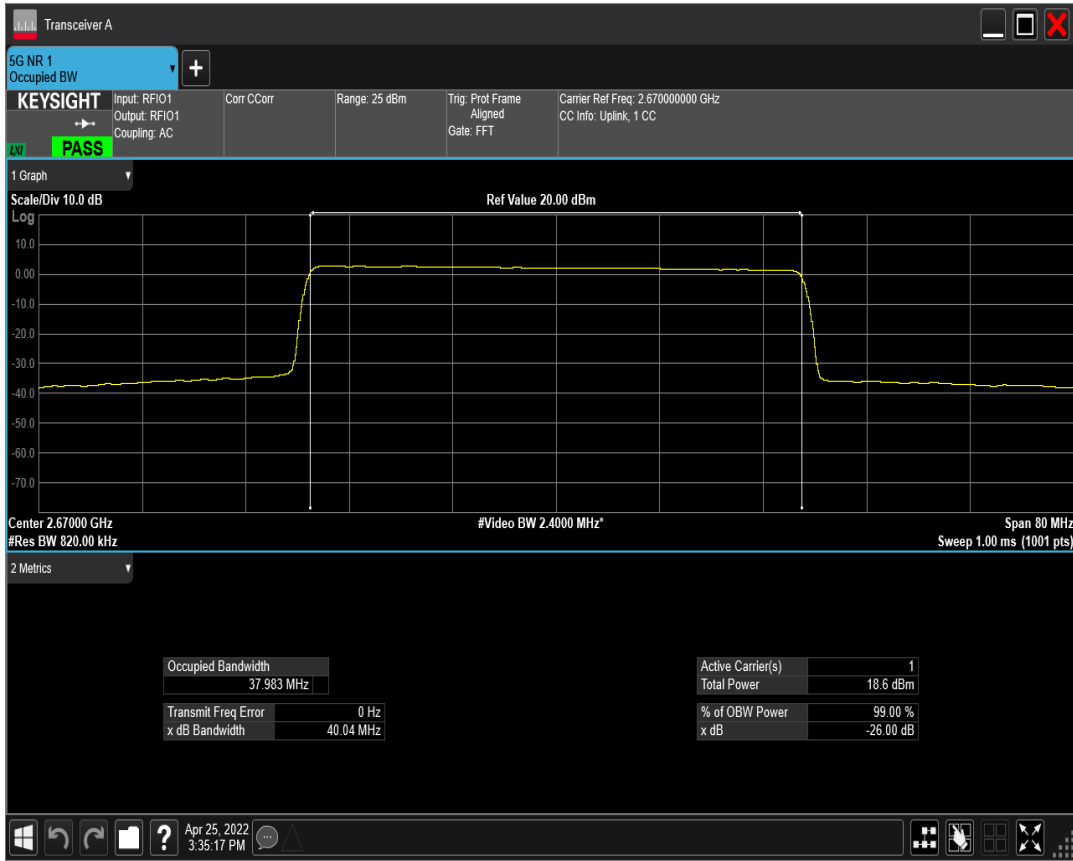 Transceiver A
5G NR 1
Occupied BW
KEYSIGHT
LXI
PASS
Input: RFIO1
Output: RFIO1
Coupling: AC
Corr CCorr
Range: 25 dBm
Trig: Prot Frame
Aligned
Gate: FFT
Carrier Ref Freq: 2.670000000 GHz
CC Info: Uplink, 1 CC
1 Graph
Scale/Div 10.0 dB
Ref Value 20.00 dBm
Log
10.0
0.00
-10.0
-20.0
-30.0
-40.0
-50.0
-60.0
-70.0
Center 2.67000 GHz
#Video BW 2.4000 MHz*
Span 80 MHz
#Res BW 820.00 kHz
Sweep 1.00 ms (1001 pts)
2 Metrics
Occupied Bandwidth
37.983 MHz
Transmit Freq Error 0 Hz
x dB Bandwidth 40.04 MHz
Active Carrier(s) 1
Total Power 18.6 dBm
% of OBW Power 99.00 %
x dB -26.00 dB
Apr 25, 2022
3:35:17 PM